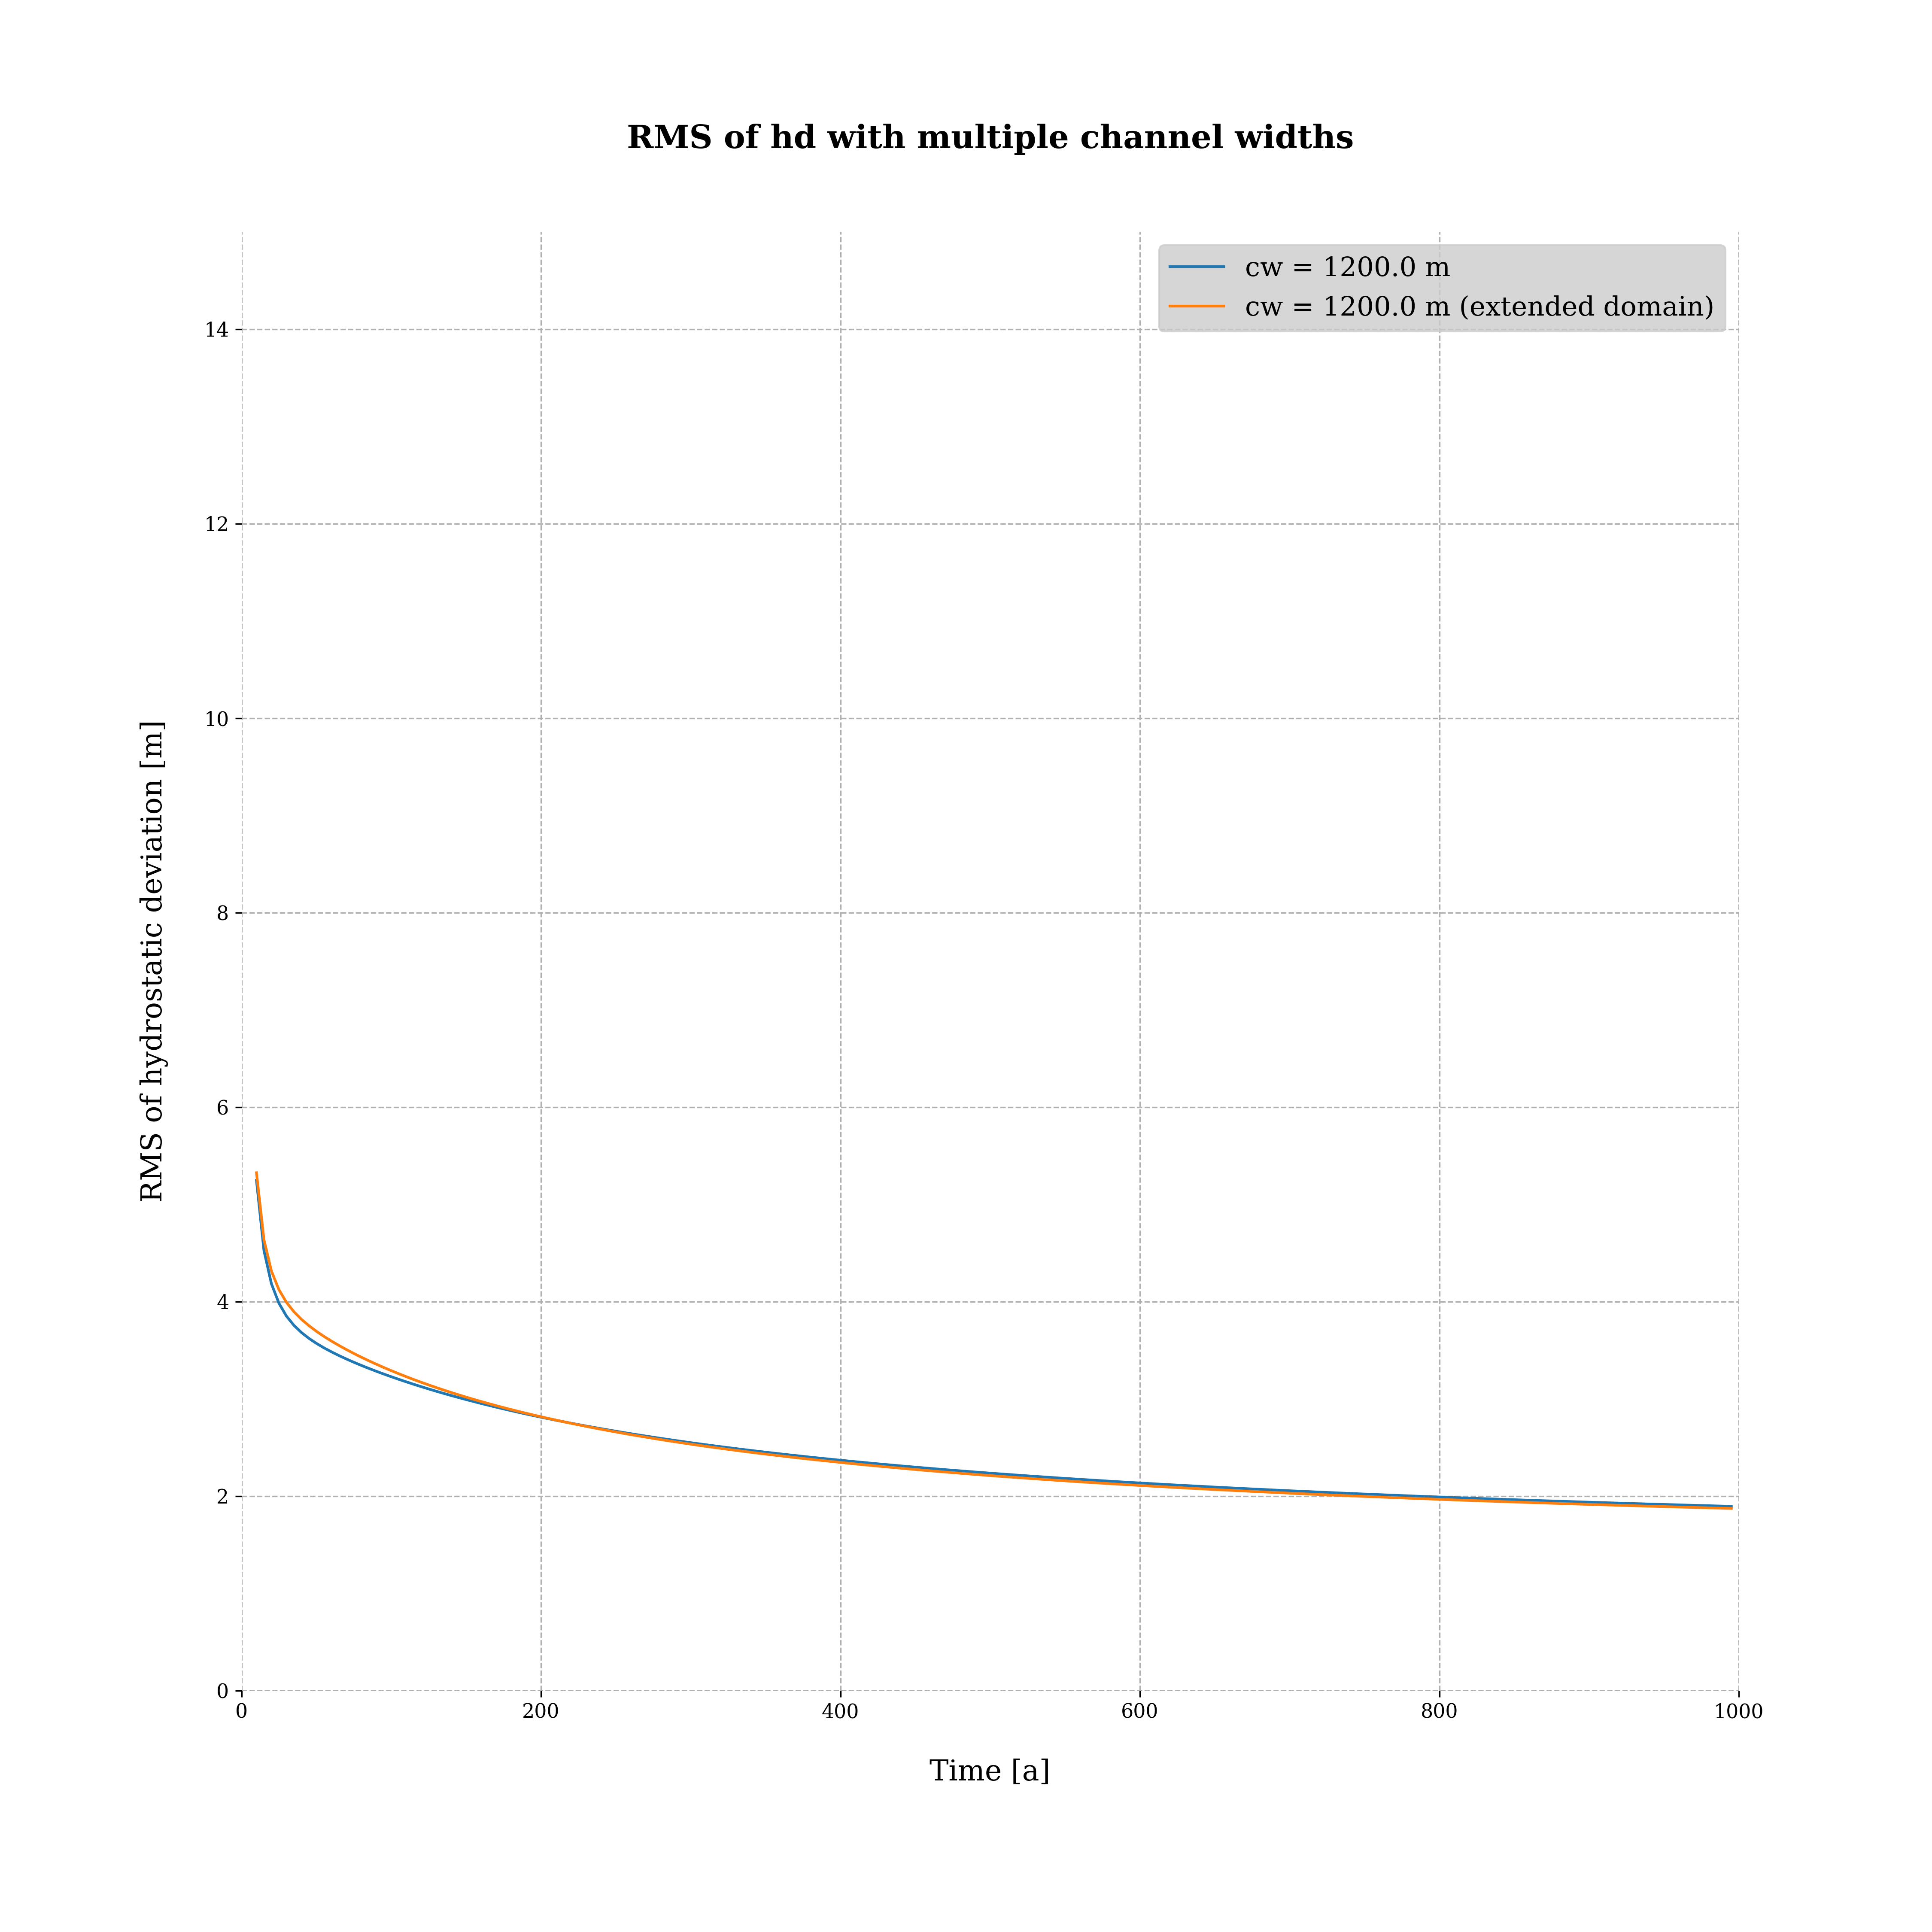 RMS of hd with multiple channel widths
cw = 1200.0 m
cw = 1200.0 m (extended domain)
RMS of hydrostatic deviation [m]
14
12
10
8
6
4
2
0
0 200 400 600 800 1000
Time [a]